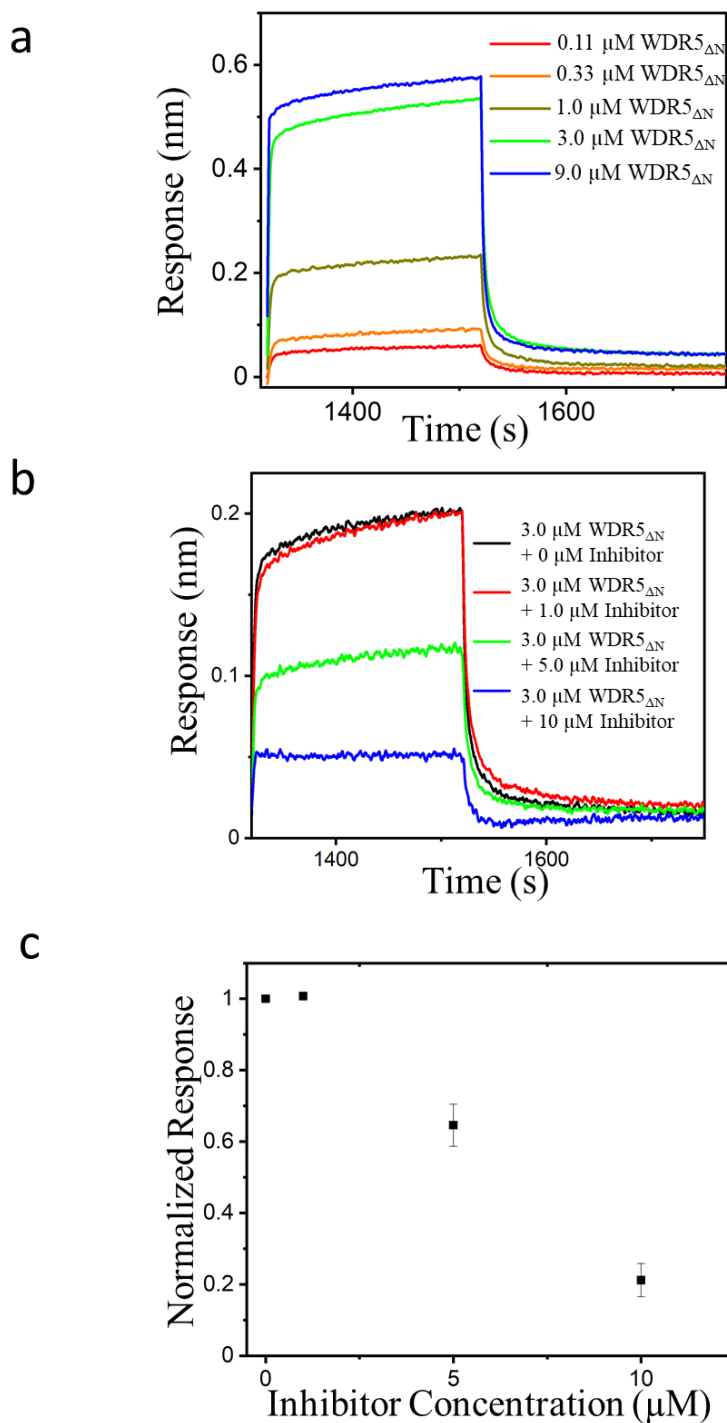 a
0.11 µM WDR5ΔN
0.33 µM WDR5ΔN
1.0 µM WDR5ΔN
3.0 µM WDR5ΔN
9.0 µM WDR5ΔN
0.6
0.4
0.2
0
Response (nm)
1400 1600
Time (s)
b
3.0 µM WDR5ΔN
+ 0 µM Inhibitor
3.0 µM WDR5ΔN
+ 1.0 µM Inhibitor
3.0 µM WDR5ΔN
+ 5.0 µM Inhibitor
3.0 µM WDR5ΔN
+ 10 µM Inhibitor
0.2
0.1
0
Response (nm)
1400 1600
Time (s)
c
1
0.8
0.6
0.4
0.2
0
Normalized Response
0 5 10
Inhibitor Concentration (µM)